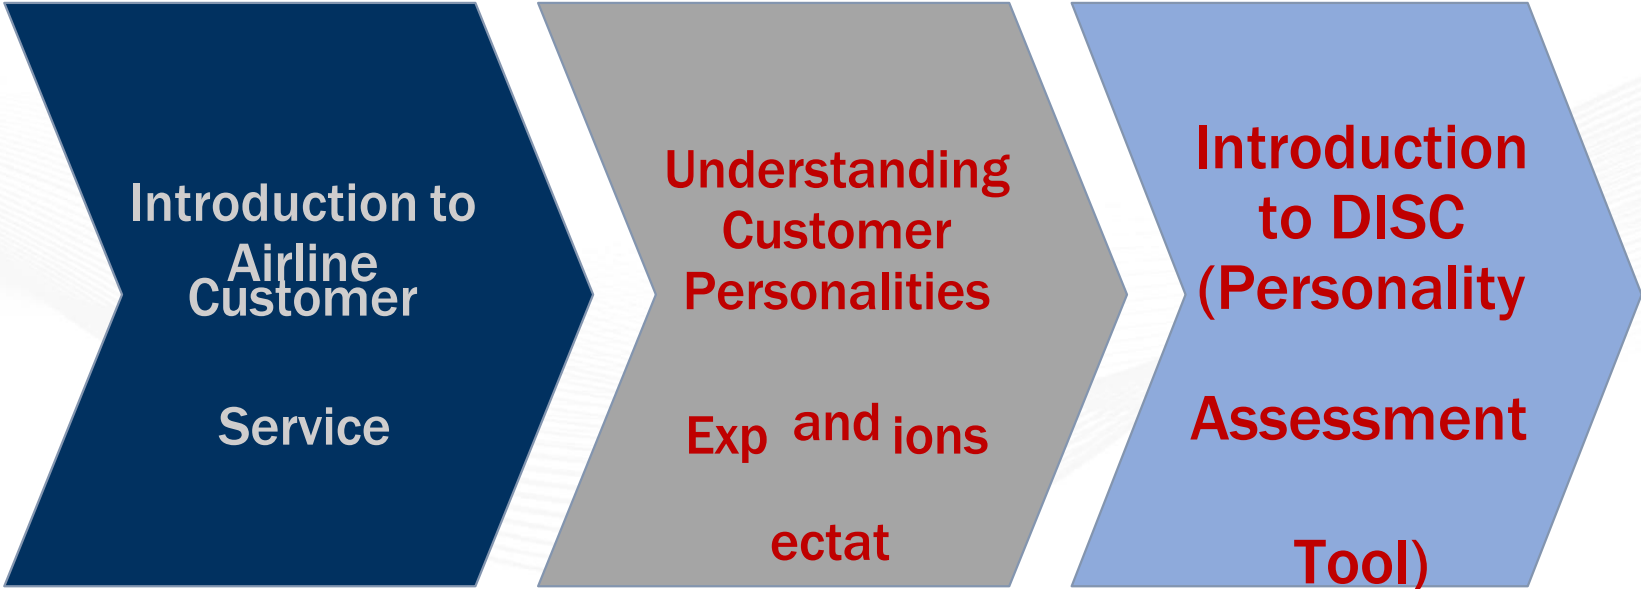 Introduction to
Airline
Customer
Service
Understanding
Customer
Personalities
Exp and ions
ectat
Introduction
to DISC
(Personality
Assessment
Tool)